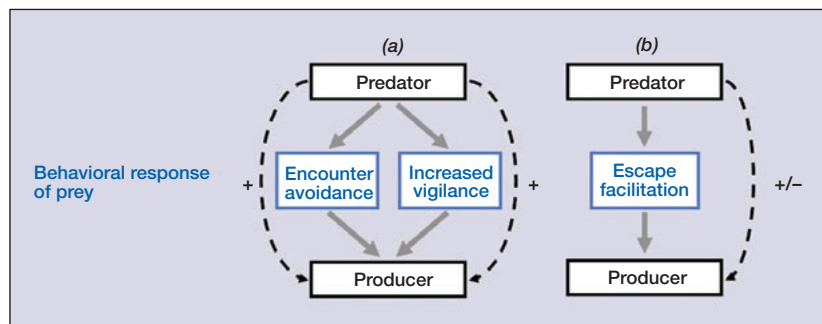 (a)
(b)
Predator
Predator
Behavioral response
of prey
+
Encounter
avoidance
Increased
vigilance
+
Escape
facilitation
+/–
Producer
Producer